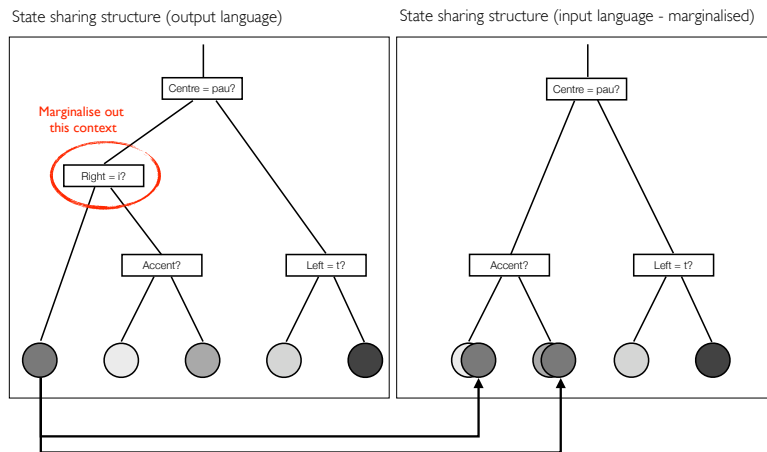 State sharing structure (output language)
State sharing structure (input language - marginalised)
Centre = pau?
Marginalise out
this context
Right = i?
Accent?
Left = t?
Centre = pau?
Accent?
Left = t?